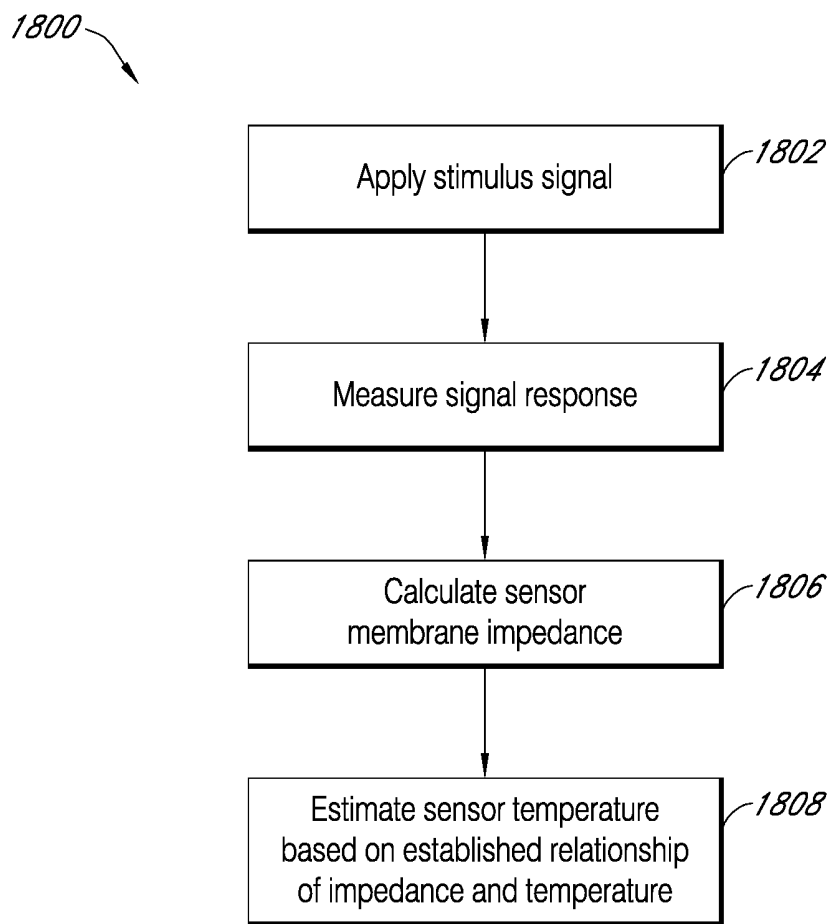 1800
Apply stimulus signal
1802
Measure signal response
1804
Calculate sensor
membrane impedance
1806
Estimate sensor temperature
based on established relationship
of impedance and temperature
1808